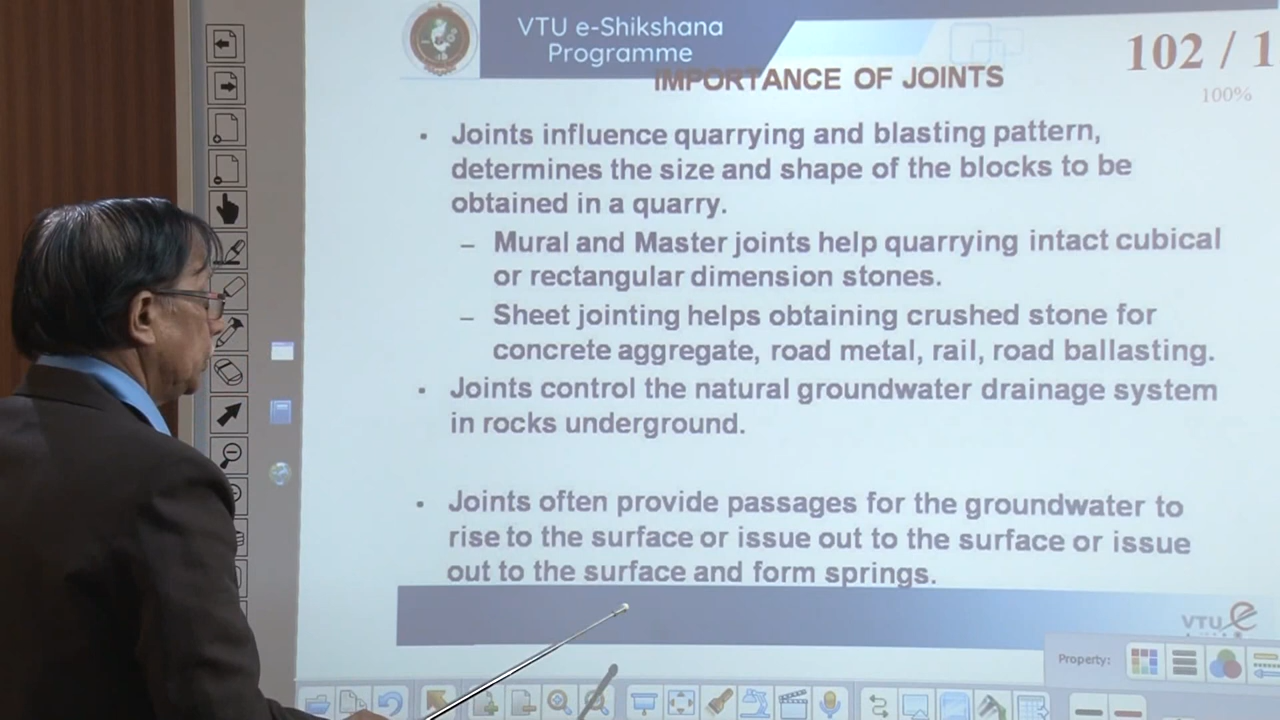 VTU e-Shikshana
Programme
102 / 1
100%
IMPORTANCE OF JOINTS
• Joints influence quarrying and blasting pattern,
determines the size and shape of the blocks to be
obtained in a quarry.
– Mural and Master joints help quarrying intact cubical
or rectangular dimension stones.
– Sheet jointing helps obtaining crushed stone for
concrete aggregate, road metal, rail, road ballasting.
• Joints control the natural groundwater drainage system
in rocks underground.
• Joints often provide passages for the groundwater to
rise to the surface or issue out to the surface or issue
out to the surface and form springs.
VTU e
Property: